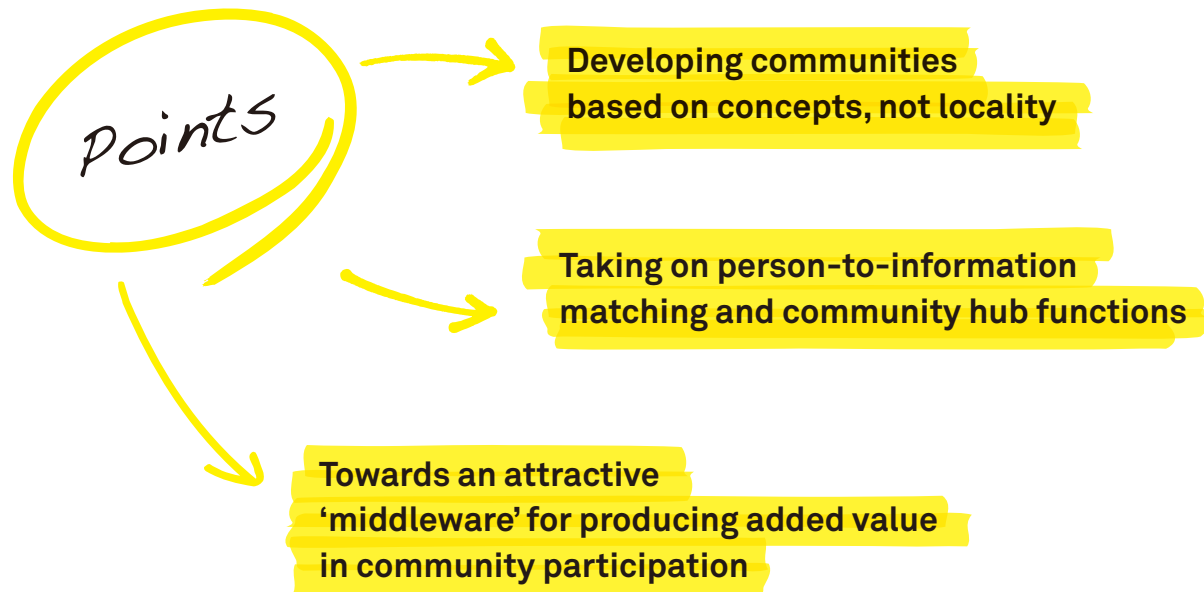 Points
Developing communities
based on concepts, not locality
Taking on person-to-information
matching and community hub functions
Towards an attractive
‘middleware’ for producing added value
in community participation